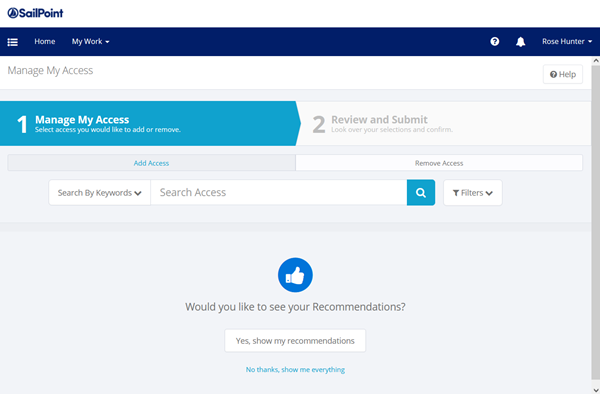 SailPoint
Home My Work Rose Hunter
Manage My Access
Help
1 Manage My Access
Select access you would like to add or remove.
2 Review and Submit
Look over your selections and confirm.
Add Access Remove Access
Search By Keywords Search Access Filters
Would you like to see your Recommendations?
Yes, show my recommendations
No thanks, show me everything